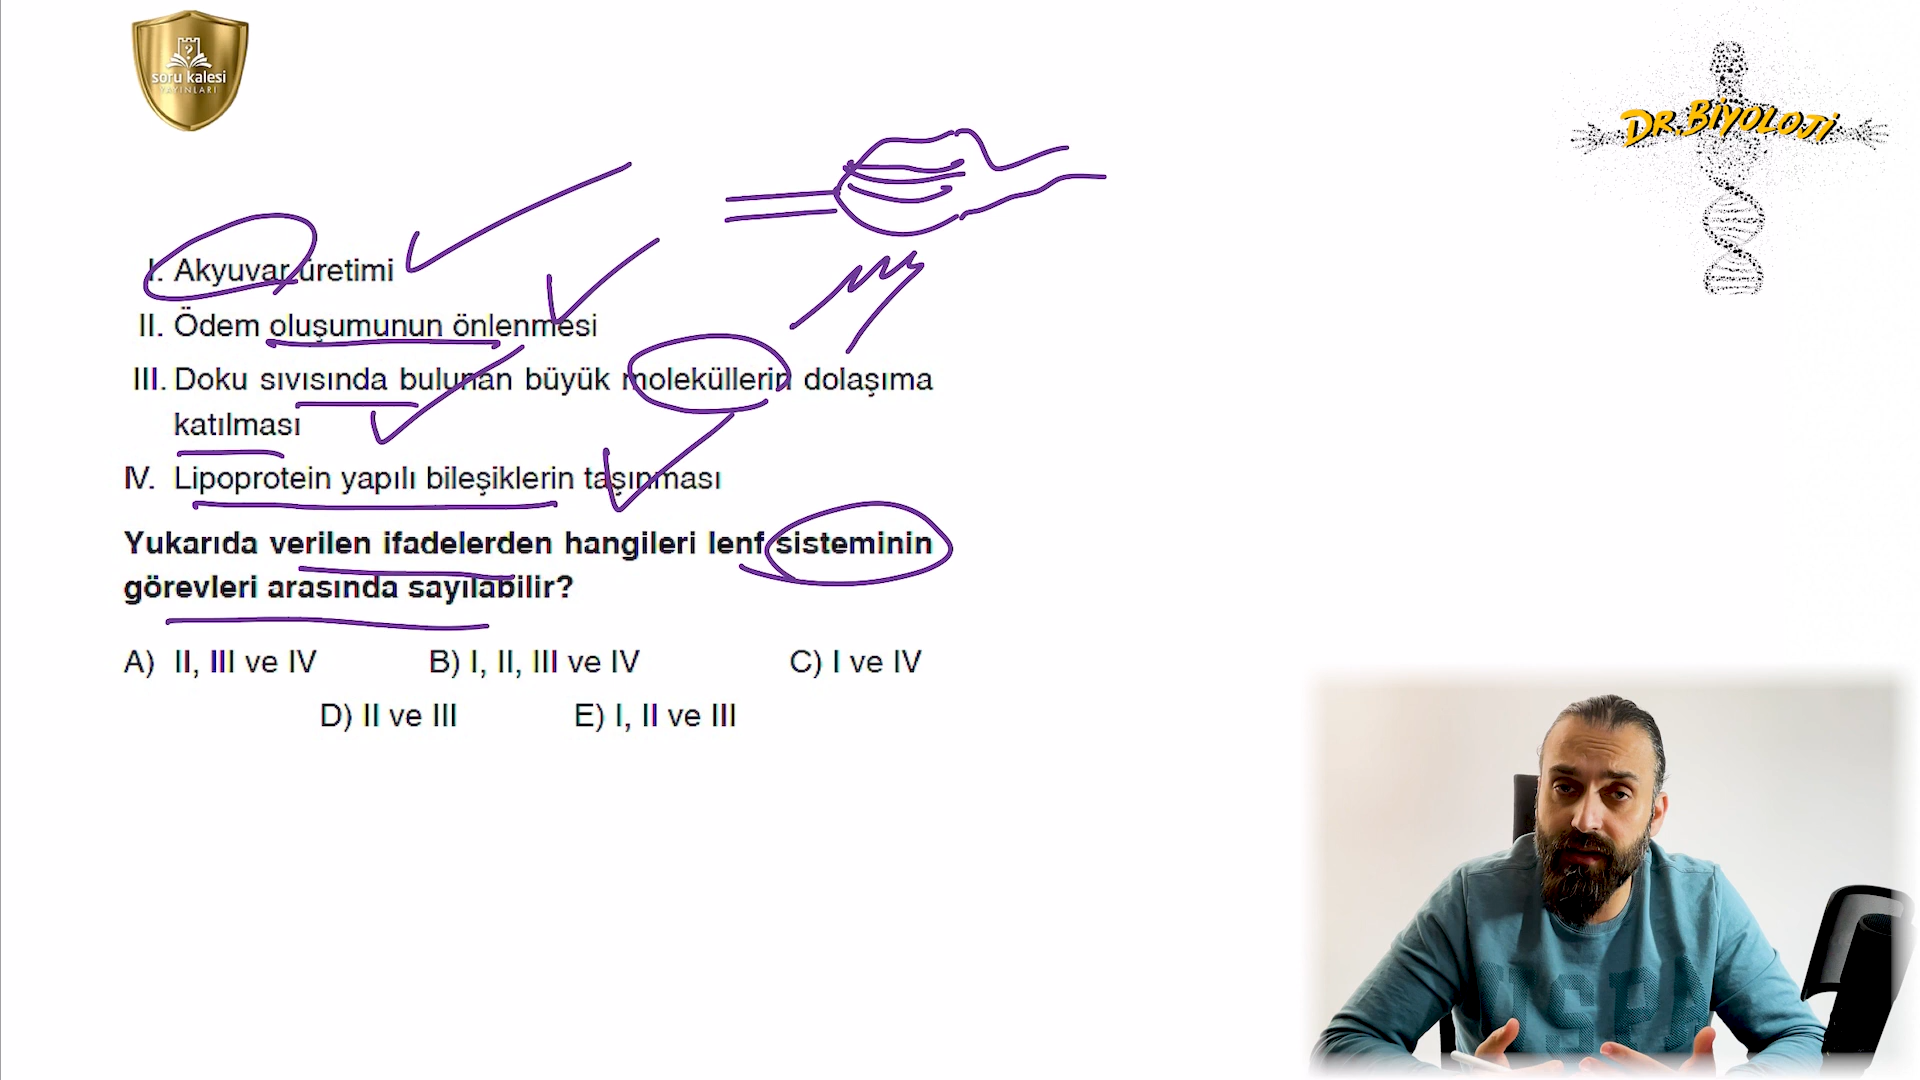 soru kalesi
YAYINLARI
DR.BİYOLOJİ
I. Akyuvar üretimi
II. Ödem oluşumunun önlenmesi
III. Doku sıvısında bulunan büyük moleküllerin dolaşıma
katılması
IV. Lipoprotein yapılı bileşiklerin taşınması
Yukarıda verilen ifadelerden hangileri lenf sisteminin
görevleri arasında sayılabilir?
A) II, III ve IV B) I, II, III ve IV C) I ve IV
D) II ve III E) I, II ve III
USPA